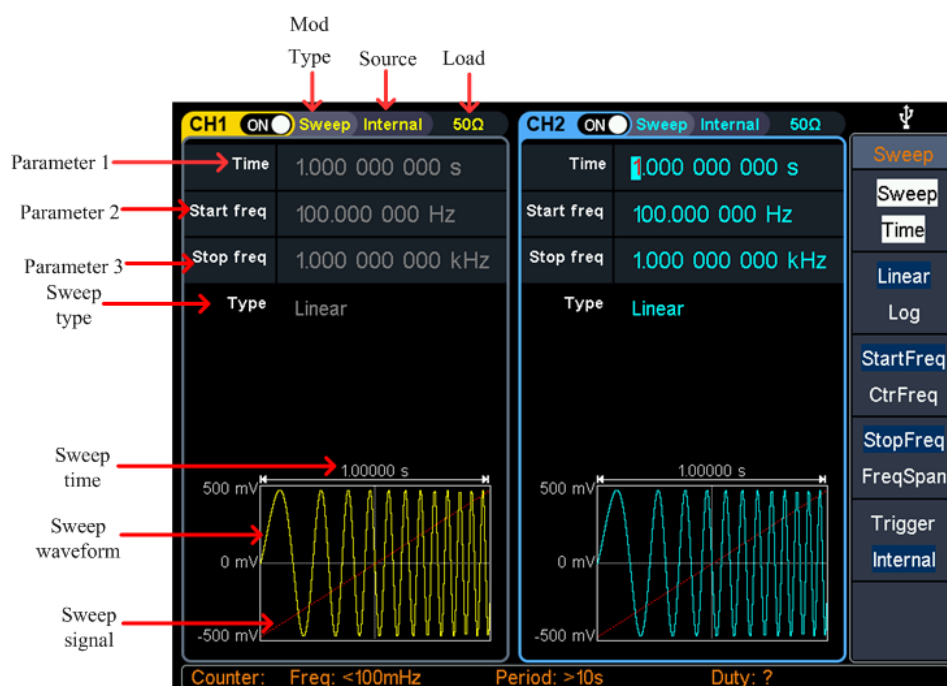 Mod
Type
Source
Load
CH1 ON Sweep Internal 50Ω
CH2 ON Sweep Internal 50Ω
Parameter 1
Time 1.000 000 000 s
Time 1.000 000 000 s
Sweep
Parameter 2
Start freq 100.000 000 Hz
Start freq 100.000 000 Hz
Sweep
Time
Parameter 3
Stop freq 1.000 000 000 kHz
Stop freq 1.000 000 000 kHz
Linear
Log
Sweep
type
Type Linear
Type Linear
StartFreq
CtrFreq
StopFreq
FreqSpan
Trigger
Internal
Sweep
time
1.00000 s
1.00000 s
500 mV
500 mV
Sweep
waveform
0 mV
0 mV
Sweep
signal
-500 mV
-500 mV
Counter: Freq: <100mHz Period: >10s Duty: ?